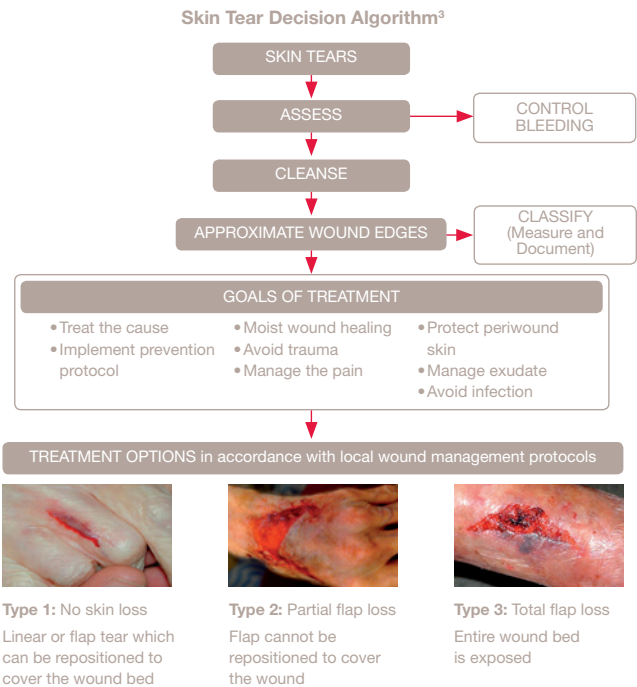 Skin Tear Decision Algorithm³
SKIN TEARS
ASSESS
CONTROL
BLEEDING
CLEANSE
APPROXIMATE WOUND EDGES
CLASSIFY
(Measure and
Document)
GOALS OF TREATMENT
• Treat the cause
• Implement prevention
protocol
• Moist wound healing
• Avoid trauma
• Manage the pain
• Protect periwound
skin
• Manage exudate
• Avoid infection
TREATMENT OPTIONS in accordance with local wound management protocols
Type 1: No skin loss
Linear or flap tear which
can be repositioned to
cover the wound bed
Type 2: Partial flap loss
Flap cannot be
repositioned to cover
the wound
Type 3: Total flap loss
Entire wound bed
is exposed